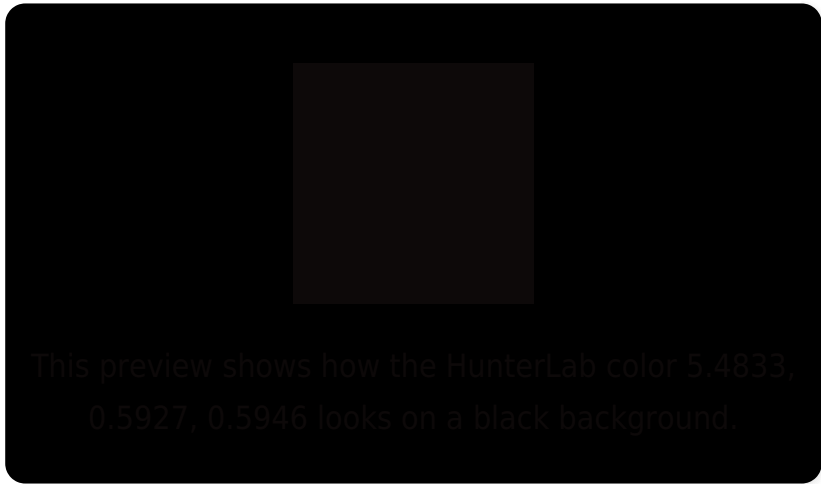 This preview shows how the HunterLab color 5.4833,
0.5927, 0.5946 looks on a black background.